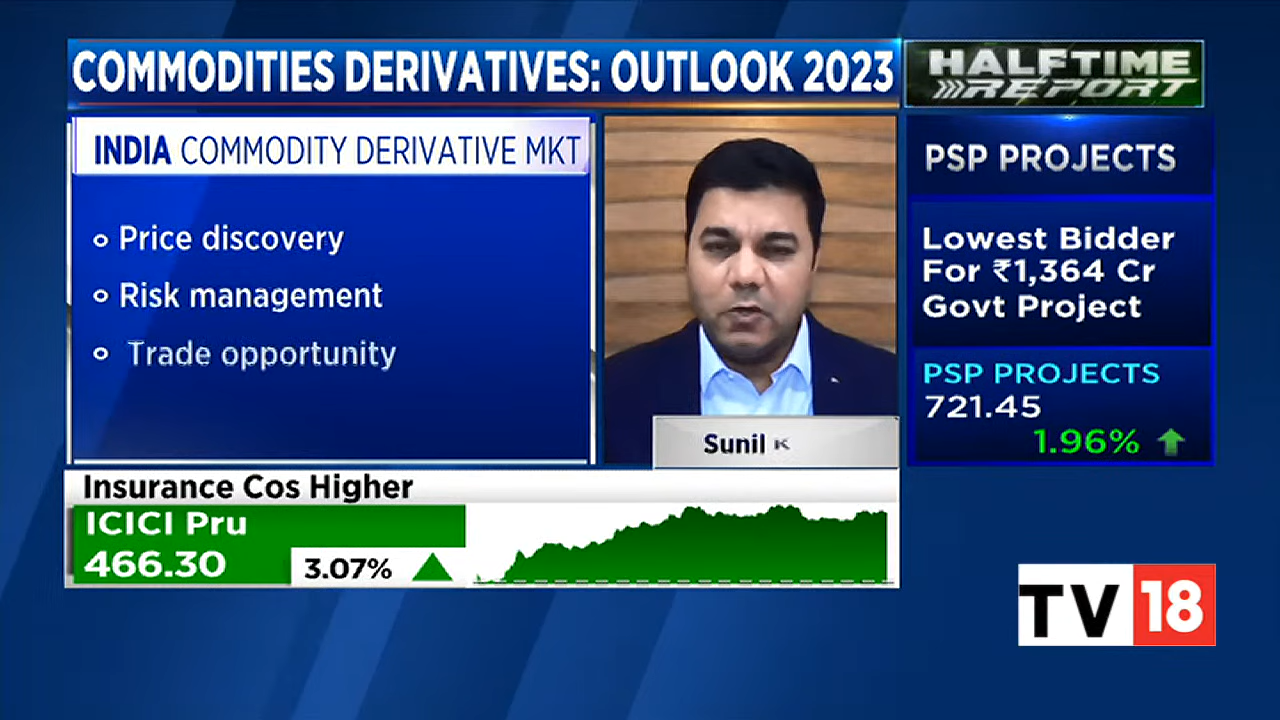 COMMODITIES DERIVATIVES: OUTLOOK 2023
HALFTIME
REPORT
INDIA COMMODITY DERIVATIVE MKT
Price discovery
Risk management
Trade opportunity
Sunil K
PSP PROJECTS
Lowest Bidder
For ₹1,364 Cr
Govt Project
PSP PROJECTS
721.45
1.96%
Insurance Cos Higher
ICICI Pru
466.30
3.07%
TV18